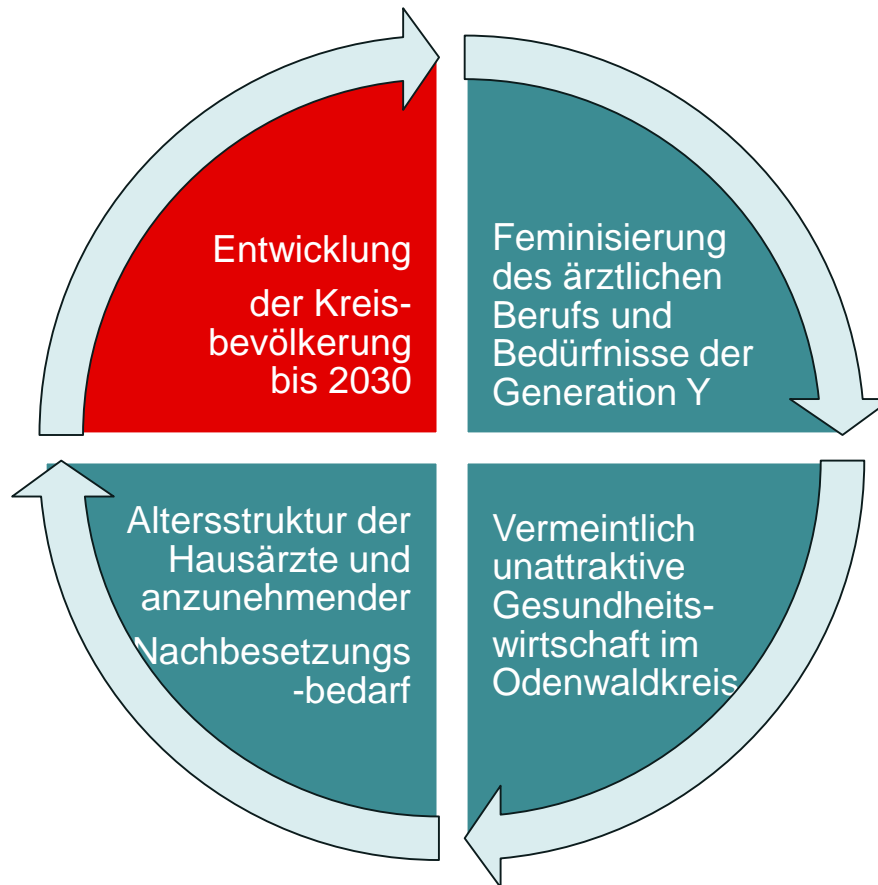 Entwicklung
der Kreis-
bevölkerung
bis 2030
Feminisierung
des ärztlichen
Berufs und
Bedürfnisse der
Generation Y
Altersstruktur der
Hausärzte und
anzunehmender
Nachbesetzungs
-bedarf
Vermeintlich
unattraktive
Gesundheits-
wirtschaft im
Odenwaldkreis